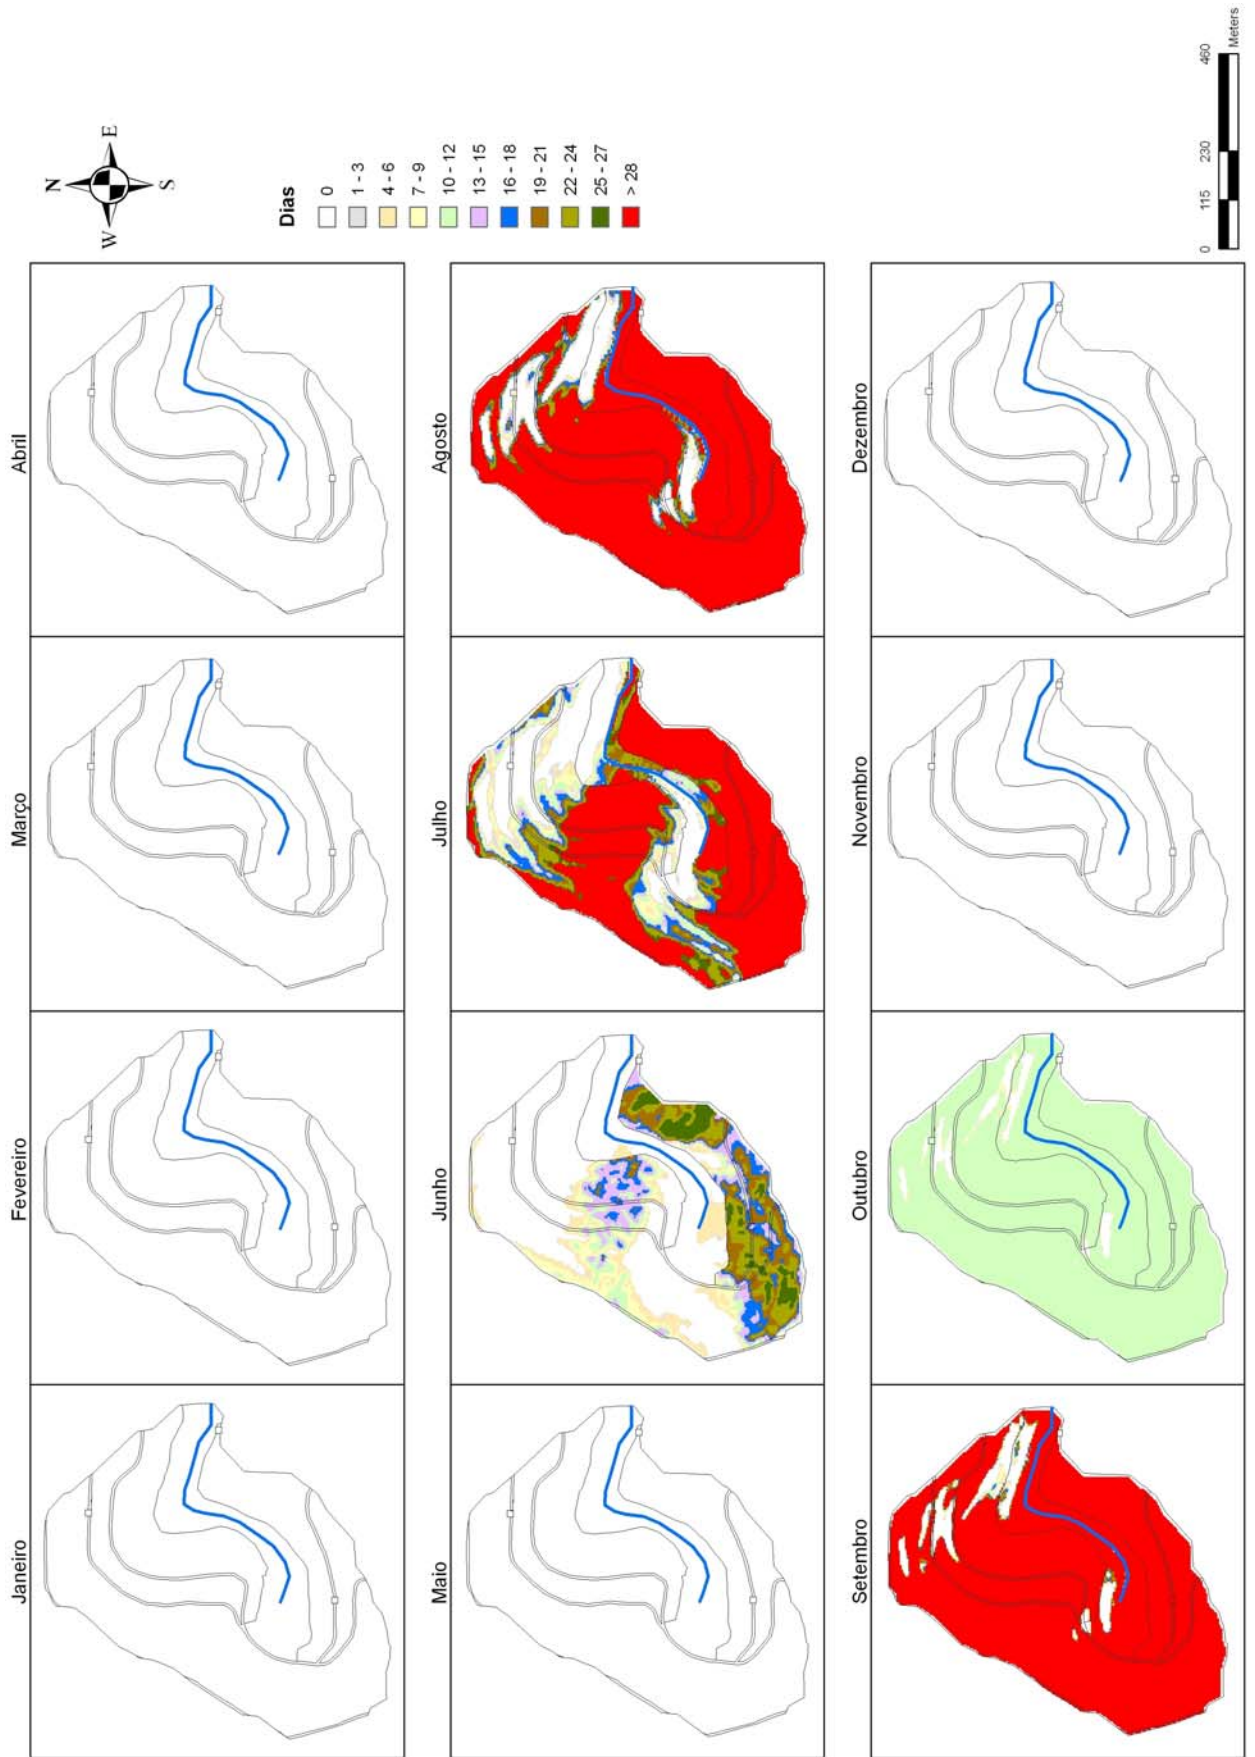 Janeiro
Fevereiro
Março
Abril
Maio
Junho
Julho
Agosto
Setembro
Outubro
Novembro
Dezembro
N
W
E
S
Dias
0
1 - 3
4 - 6
7 - 9
10 - 12
13 - 15
16 - 18
19 - 21
22 - 24
25 - 27
> 28
0 115 230 460
Meters